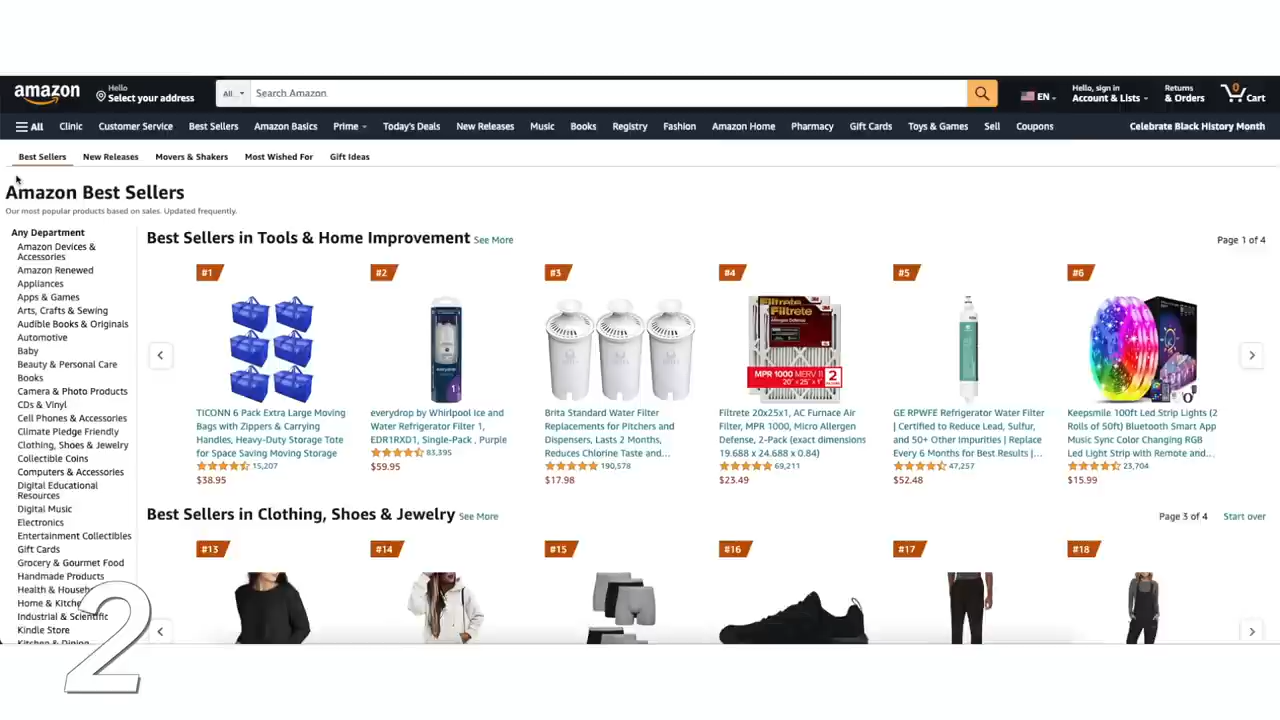 amazon
Hello
Select your address
All
Search Amazon
EN
Hello, sign in
Account & Lists
Returns
& Orders
0
Cart
All
Clinic
Customer Service
Best Sellers
Amazon Basics
Prime
Today's Deals
New Releases
Music
Books
Registry
Fashion
Amazon Home
Pharmacy
Gift Cards
Toys & Games
Sell
Coupons
Celebrate Black History Month
Best Sellers
New Releases
Movers & Shakers
Most Wished For
Gift Ideas
Amazon Best Sellers
Our most popular products based on sales. Updated frequently.
Any Department
Amazon Devices &
Accessories
Amazon Renewed
Appliances
Apps & Games
Arts, Crafts & Sewing
Audible Books & Originals
Automotive
Baby
Beauty & Personal Care
Books
Camera & Photo Products
CDs & Vinyl
Cell Phones & Accessories
Climate Pledge Friendly
Clothing, Shoes & Jewelry
Collectible Coins
Computers & Accessories
Digital Educational
Resources
Digital Music
Electronics
Entertainment Collectibles
Gift Cards
Grocery & Gourmet Food
Handmade Products
Health &
Home &
Industrial & Scientific
Kindle Store
Best Sellers in Tools & Home Improvement See More
Page 1 of 4
#1
TICONN 6 Pack Extra Large Moving
Bags with Zippers & Carrying
Handles, Heavy-Duty Storage Tote
for Space Saving Moving Storage
15,207
$38.95
#2
everydrop by Whirlpool Ice and
Water Refrigerator Filter 1,
EDR1RXD1, Single-Pack , Purple
83,395
$59.95
#3
Brita Standard Water Filter
Replacements for Pitchers and
Dispensers, Lasts 2 Months,
Reduces Chlorine Taste and...
190,578
$17.98
#4
Filtrete
MPR 1000 MERV 11
20"x 25"x 1"
2
Filtrete 20x25x1, AC Furnace Air
Filter, MPR 1000, Micro Allergen
Defense, 2-Pack (exact dimensions
19.688 x 24.688 x 0.84)
69,211
$23.49
#5
GE RPWFE Refrigerator Water Filter
| Certified to Reduce Lead, Sulfur,
and 50+ Other Impurities | Replace
Every 6 Months for Best Results |...
47,257
$52.48
#6
Keepsmile 100ft Led Strip Lights (2
Rolls of 50ft) Bluetooth Smart App
Music Sync Color Changing RGB
Led Light Strip with Remote and...
23,704
$15.99
Best Sellers in Clothing, Shoes & Jewelry See More
Page 3 of 4
Start over
#13
#14
#15
#16
#17
#18
2